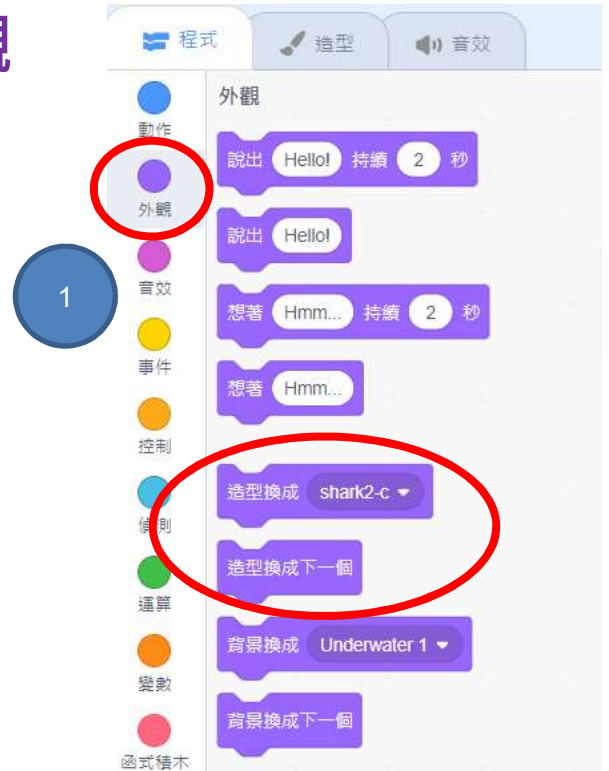 觀
程式 造型 音效
動作
外觀
音效
事件
控制
偵測
運算
變數
函式積木
1
外觀
說出 Hello! 持續 2 秒
說出 Hello!
想著 Hmm... 持續 2 秒
想著 Hmm...
造型換成 shark2-c
造型換成下一個
背景換成 Underwater 1
背景換成下一個